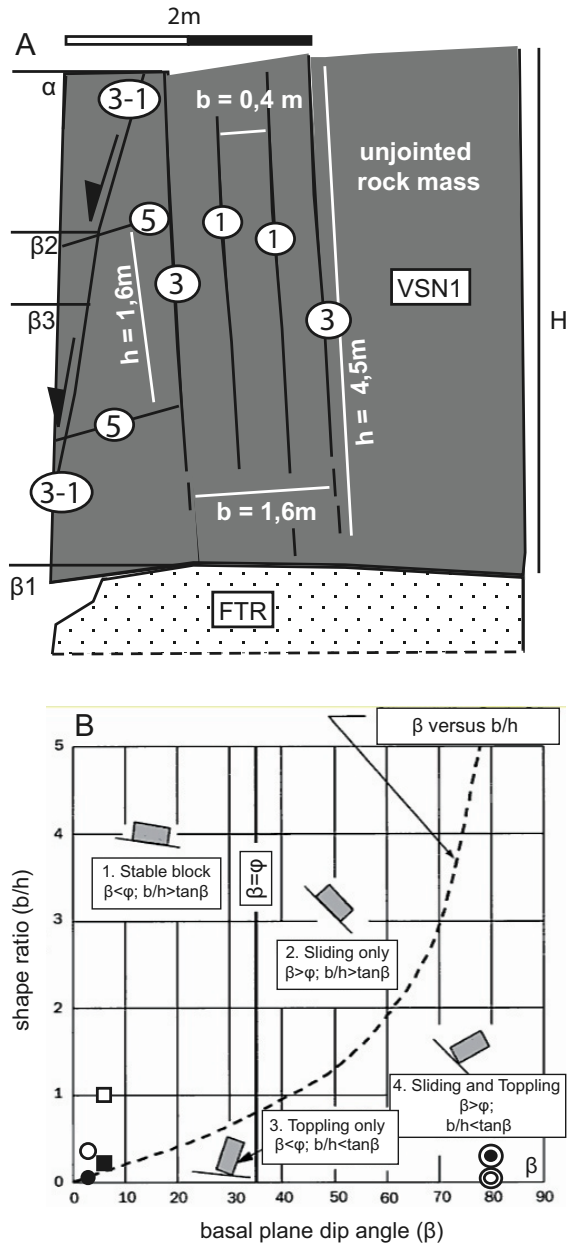 2m
A
α
3-1
b = 0,4 m
unjointed
rock mass
5
1
1
β2
VSN1
3
h = 1,6m
β3
3
H
h = 4,5m
5
3-1
b = 1,6m
β1
FTR
B
β versus b/h
5
4
1. Stable block
β<φ; b/h>tanβ
β=φ
3
2. Sliding only
β>φ; b/h>tanβ
2
1
4. Sliding and Toppling
β>φ;
b/h<tanβ
3. Toppling only
β<φ; b/h<tanβ
β
0
0 10 20 30 40 50 60 70 80 90
shape ratio (b/h)
basal plane dip angle (β)